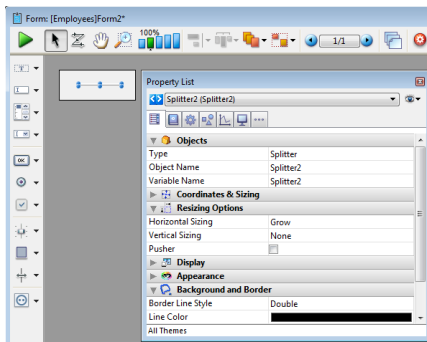 Form: [Employees]Form2*
100%
1/1
Property List
Splitter2 (Splitter2)
Objects
Type Splitter
Object Name Splitter2
Variable Name Splitter2
Coordinates & Sizing
Resizing Options
Horizontal Sizing Grow
Vertical Sizing None
Pusher
Display
Appearance
Background and Border
Border Line Style Double
Line Color
All Themes
OK